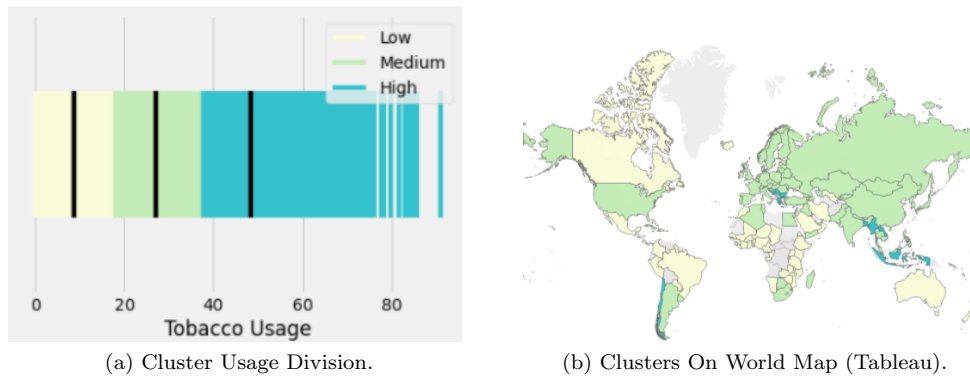 Low
Medium
High
0 20 40 60 80
Tobacco Usage
(a) Cluster Usage Division.
(b) Clusters On World Map (Tableau).